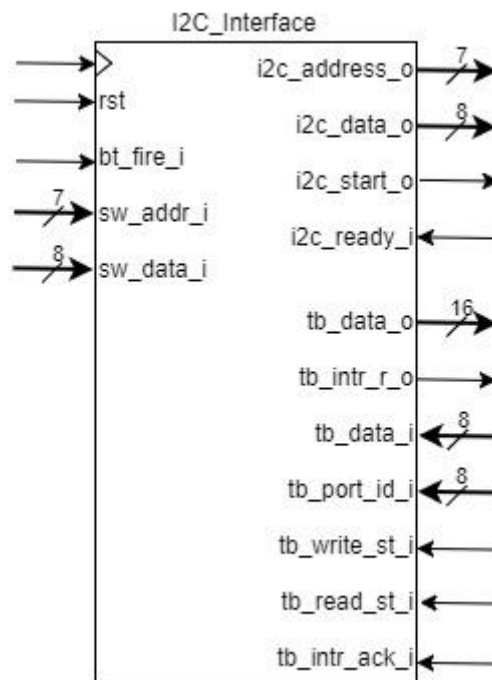 I2C_Interface
rst
bt_fire_i
7
sw_addr_i
8
sw_data_i
i2c_address_o
7
i2c_data_o
8
i2c_start_o
i2c_ready_i
tb_data_o
16
tb_intr_r_o
tb_data_i
8
tb_port_id_i
8
tb_write_st_i
tb_read_st_i
tb_intr_ack_i